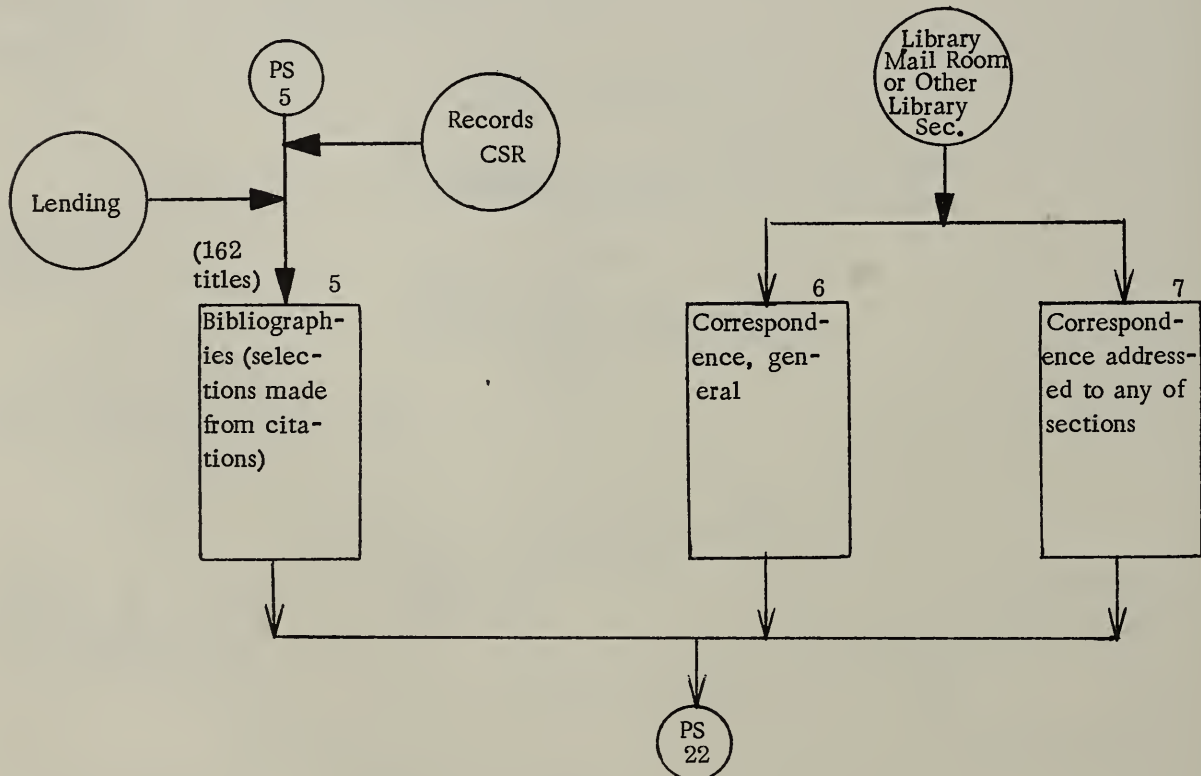 PS
5
Records
CSR
Lending
(162
titles)
5
Bibliograph-
ies (selec-
tions made
from cita-
tions)
Library
Mail Room
or Other
Library
Sec.
6
Correspond-
ence, gen-
eral
7
Correspond-
ence address-
ed to any of
sections
PS
22